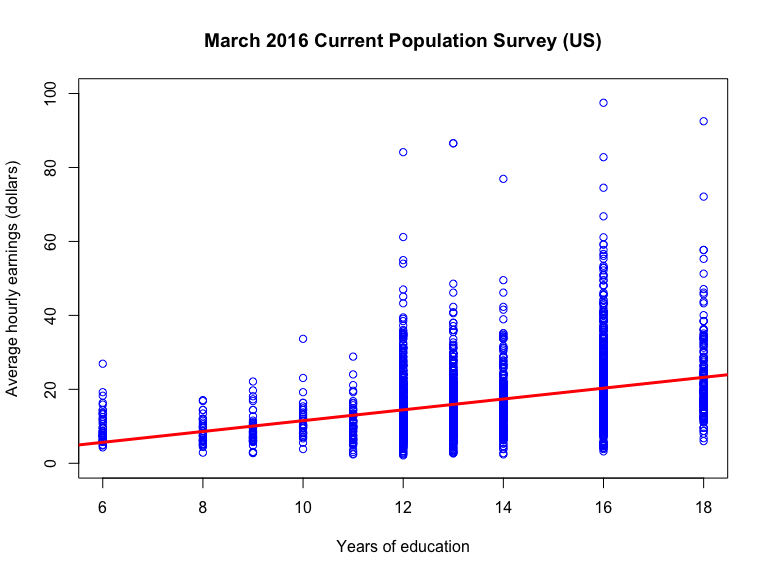 March 2016 Current Population Survey (US)
Average hourly earnings (dollars)
100
80
60
40
20
0
6 8 10 12 14 16 18
Years of education